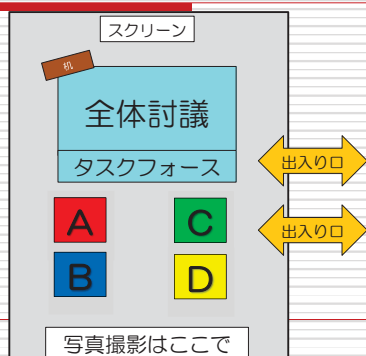 スクリーン
机
全体討議
タスクフォース
出入り口
A
C
出入り口
B
D
写真撮影はここで